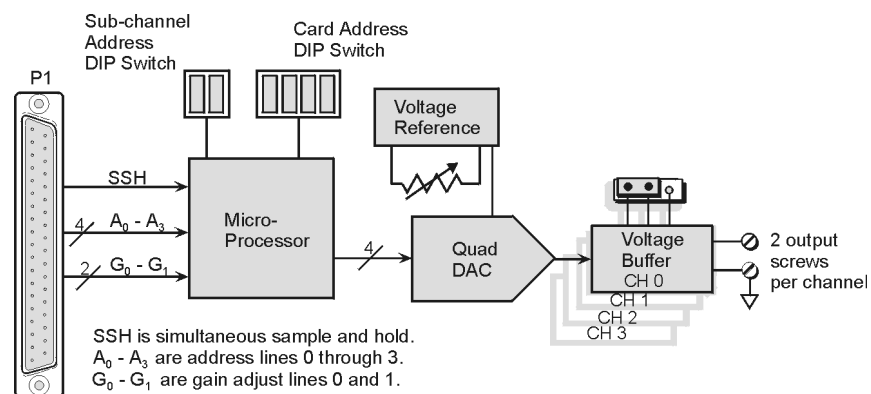 Sub-channel
Address
DIP Switch
Card Address
DIP Switch
P1
Voltage
Reference
SSH
4 A₀ - A₃
2 G₀ - G₁
Micro-
Processor
4
Quad
DAC
Voltage
Buffer
CH 0
CH 1
CH 2
CH 3
2 output
screws
per channel
SSH is simultaneous sample and hold.
A₀ - A₃ are address lines 0 through 3.
G₀ - G₁ are gain adjust lines 0 and 1.